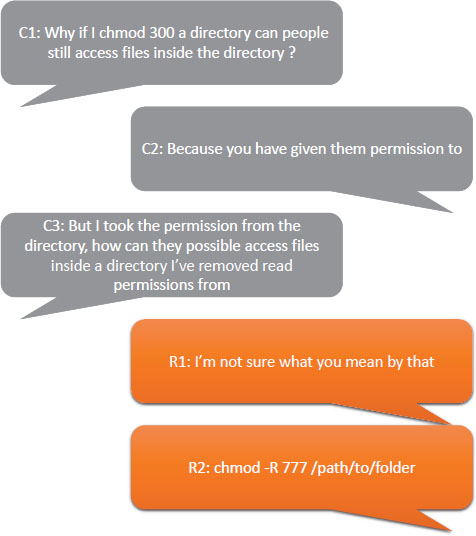 C1: Why if I chmod 300 a directory can people
still access files inside the directory ?
C2: Because you have given them permission to
C3: But I took the permission from the
directory, how can they possible access files
inside a directory I've removed read
permissions from
R1: I'm not sure what you mean by that
R2: chmod -R 777 /path/to/folder